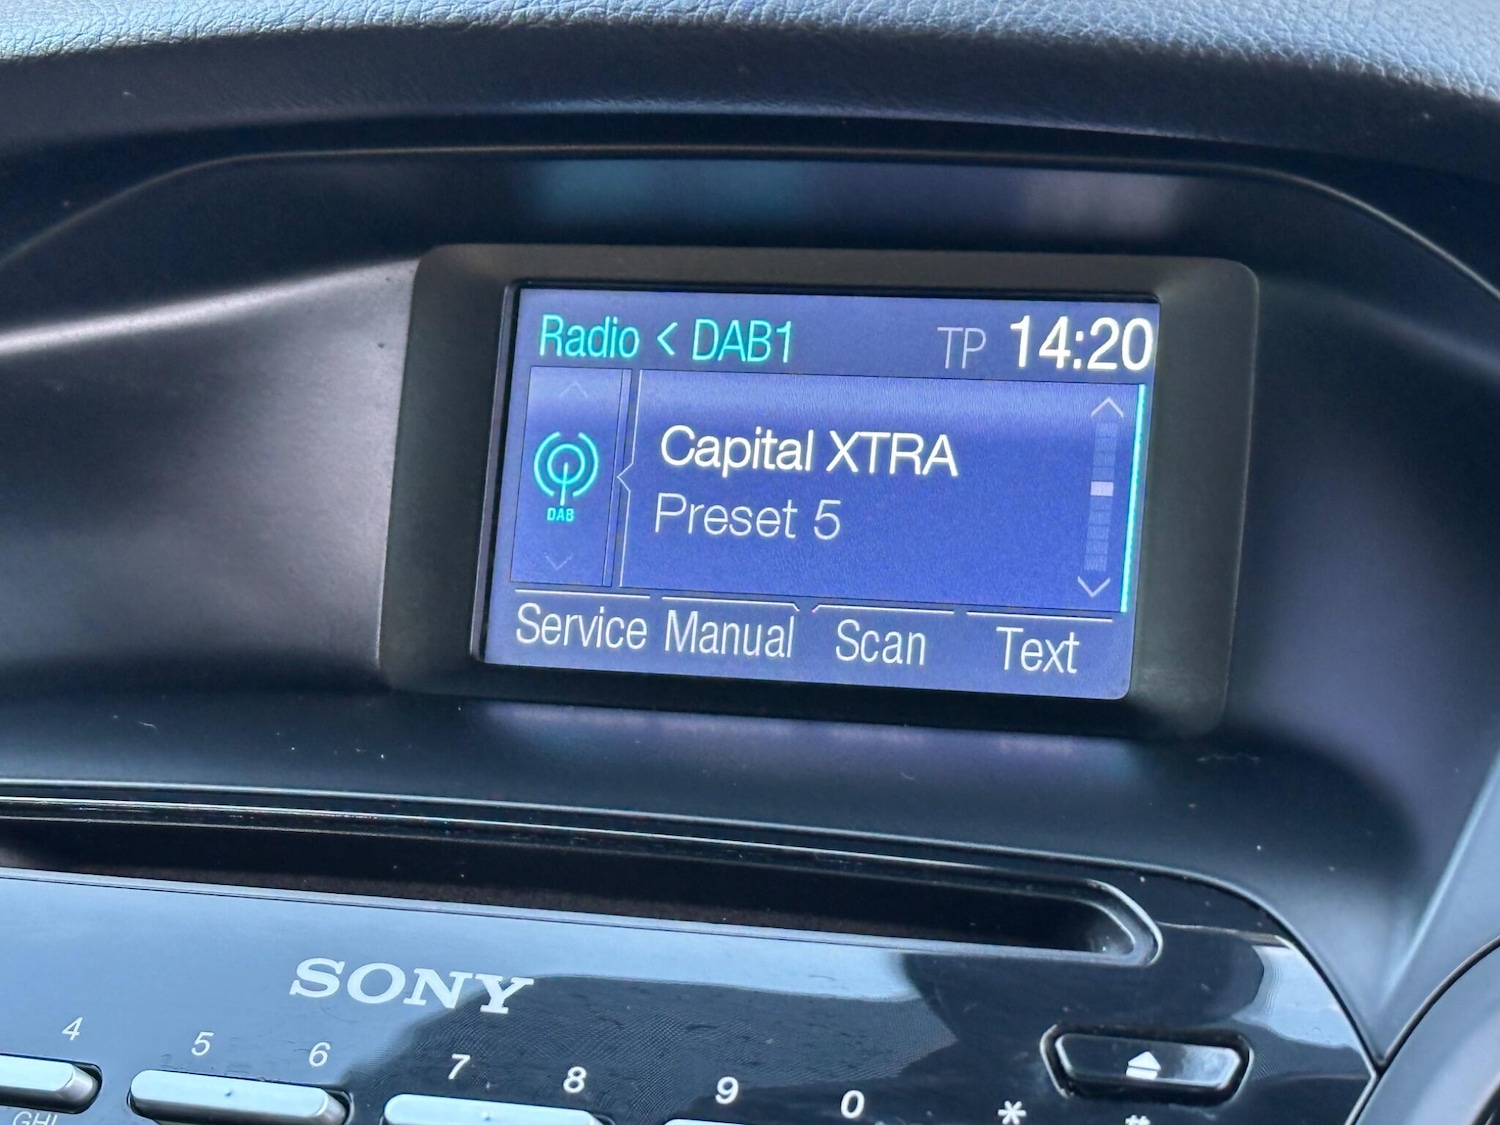 Radio < DAB1 TP 14:20
DAB
Capital XTRA
Preset 5
Service Manual Scan Text
SONY
4 5 6 7 8 9 0 * #
GHI